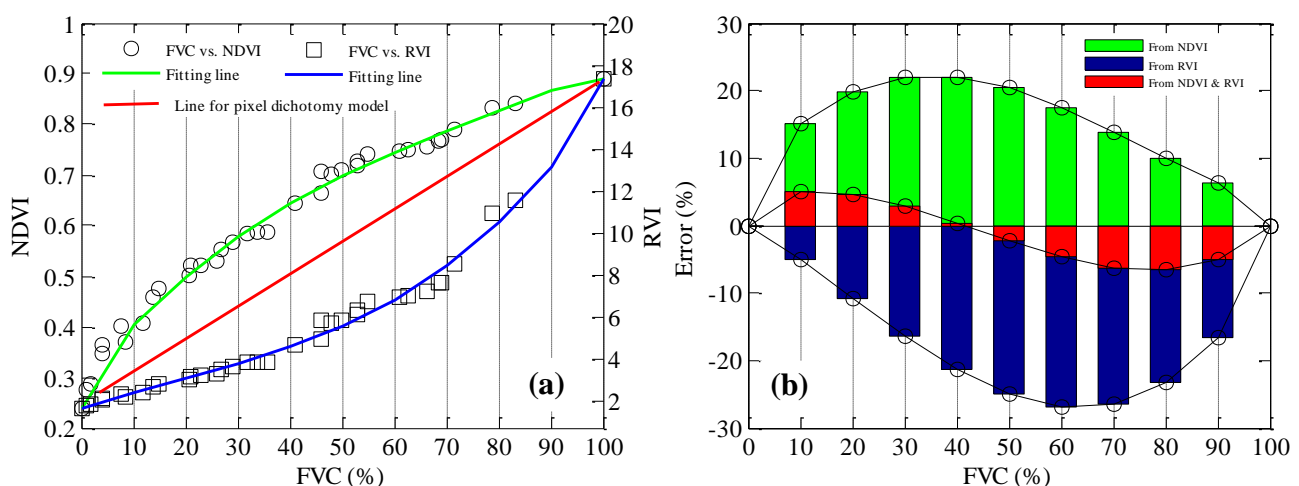 1
0.9
0.8
0.7
0.6
0.5
0.4
0.3
0.2
NDVI
FVC vs. NDVI
FVC vs. RVI
Fitting line
Fitting line
Line for pixel dichotomy model
(a)
20
18
16
14
12
10
8
6
4
2
RVI
0 10 20 30 40 50 60 70 80 90 100
FVC (%)
30
20
10
0
-10
-20
-30
Error (%)
From NDVI
From RVI
From NDVI & RVI
(b)
0 10 20 30 40 50 60 70 80 90 100
FVC (%)